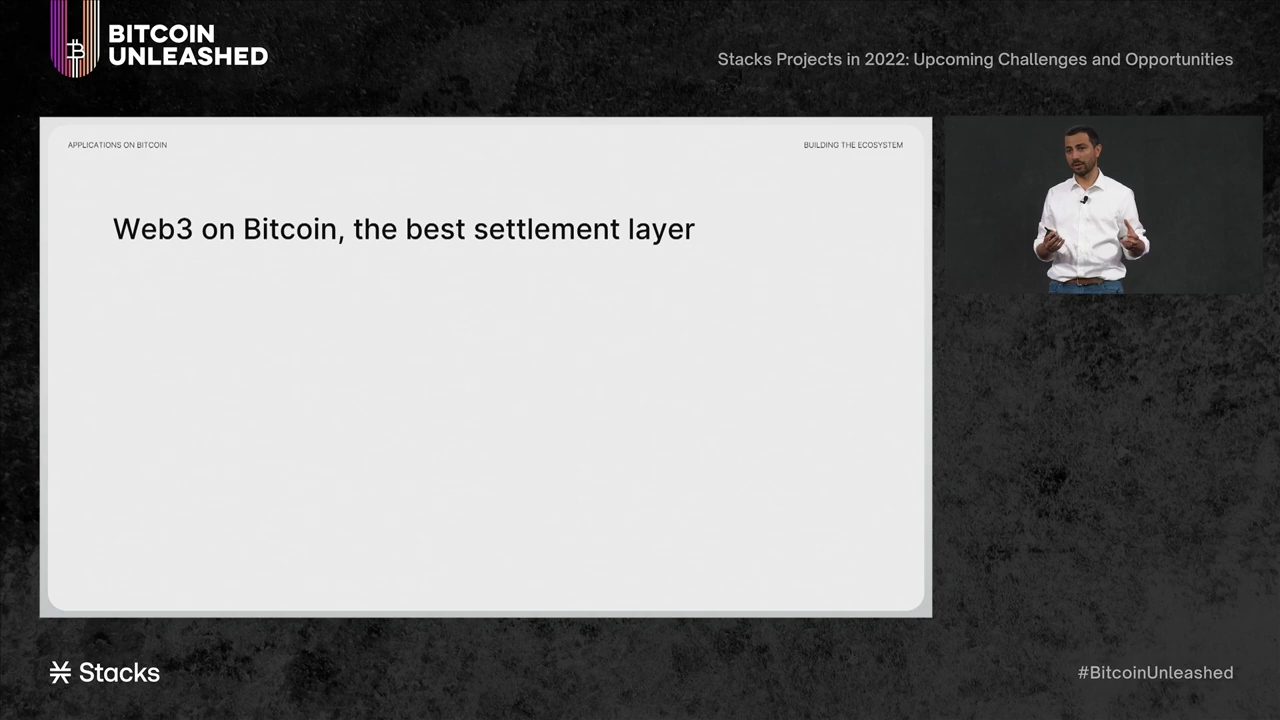 BITCOIN
UNLEASHED
Stacks Projects in 2022: Upcoming Challenges and Opportunities
APPLICATIONS ON BITCOIN
BUILDING THE ECOSYSTEM
Web3 on Bitcoin, the best settlement layer
Stacks
#BitcoinUnleashed